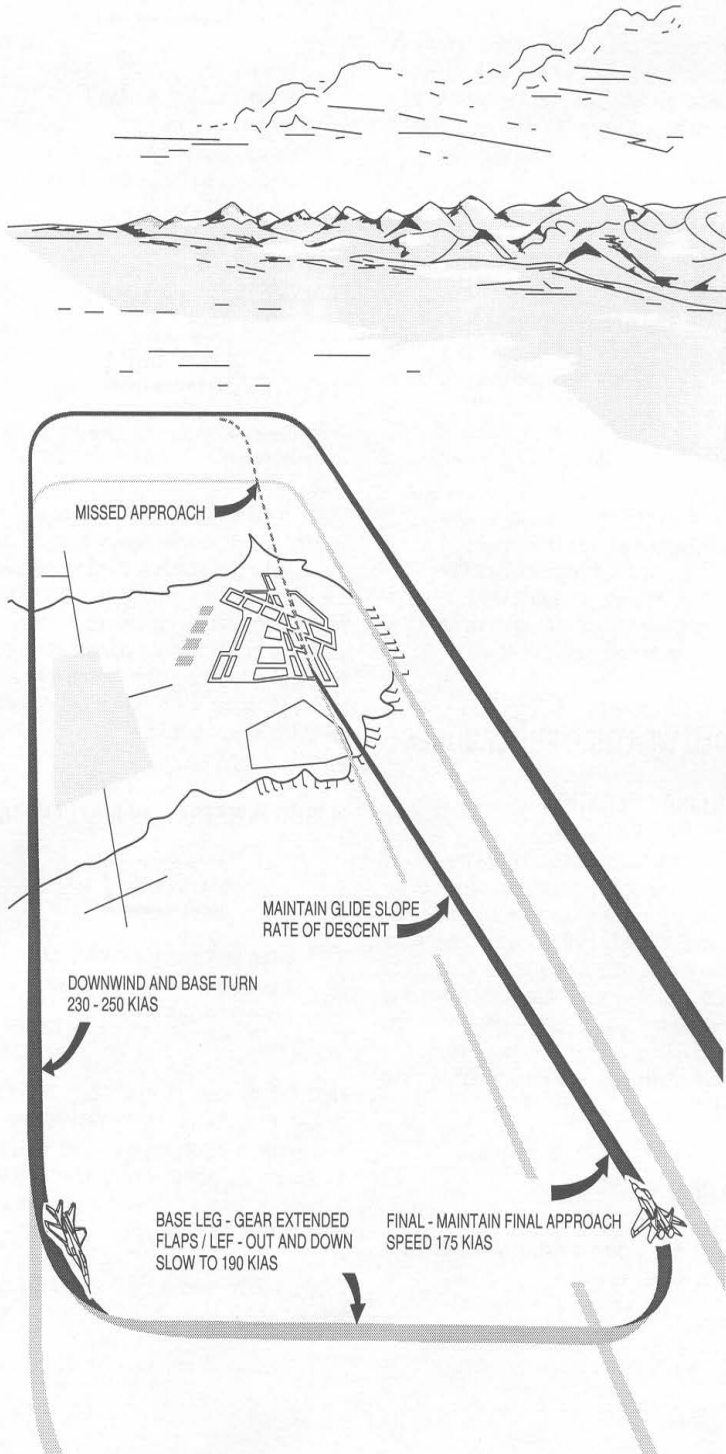 MISSED APPROACH
MAINTAIN GLIDE SLOPE
RATE OF DESCENT
DOWNWIND AND BASE TURN
230 - 250 KIAS
BASE LEG - GEAR EXTENDED
FLAPS / LEF - OUT AND DOWN
SLOW TO 190 KIAS
FINAL - MAINTAIN FINAL APPROACH
SPEED 175 KIAS